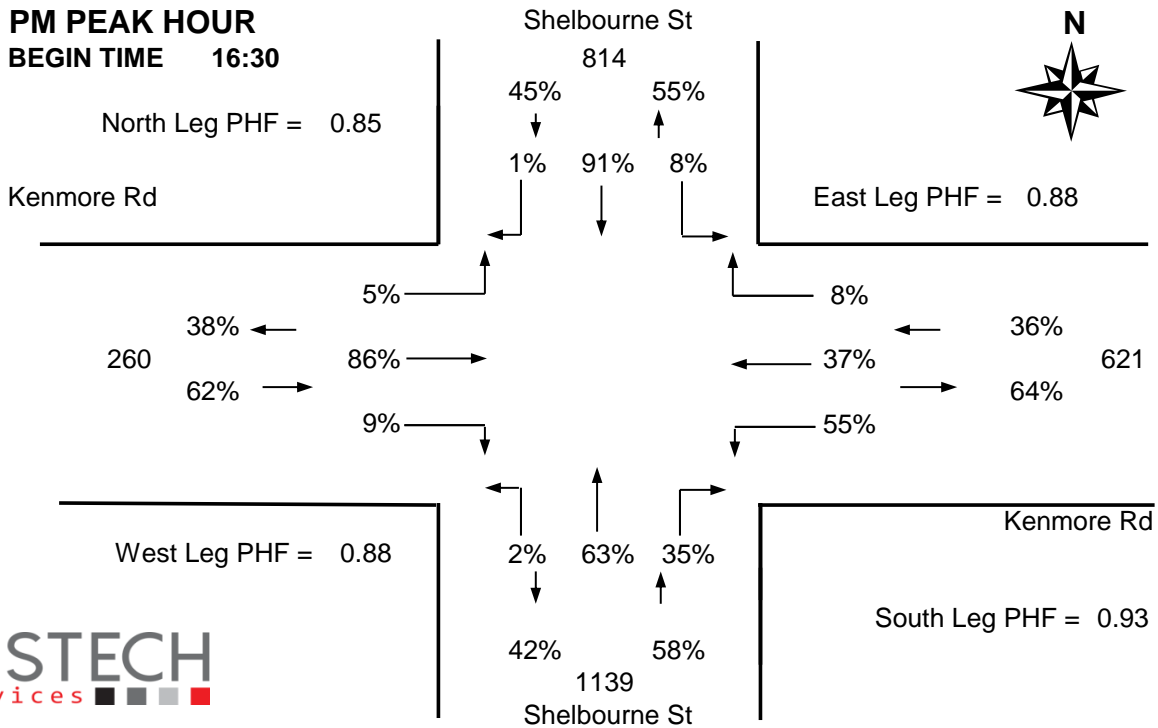 PM PEAK HOUR
BEGIN TIME 16:30
Shelbourne St
814
N
45% 55%
North Leg PHF = 0.85
1% 91% 8%
Kenmore Rd
East Leg PHF = 0.88
5% 8%
38% 36%
260 86% 37% 621
62% 64%
9% 55%
Kenmore Rd
West Leg PHF = 0.88
2% 63% 35%
South Leg PHF = 0.93
STECH
vices
42% 58%
1139
Shelbourne St